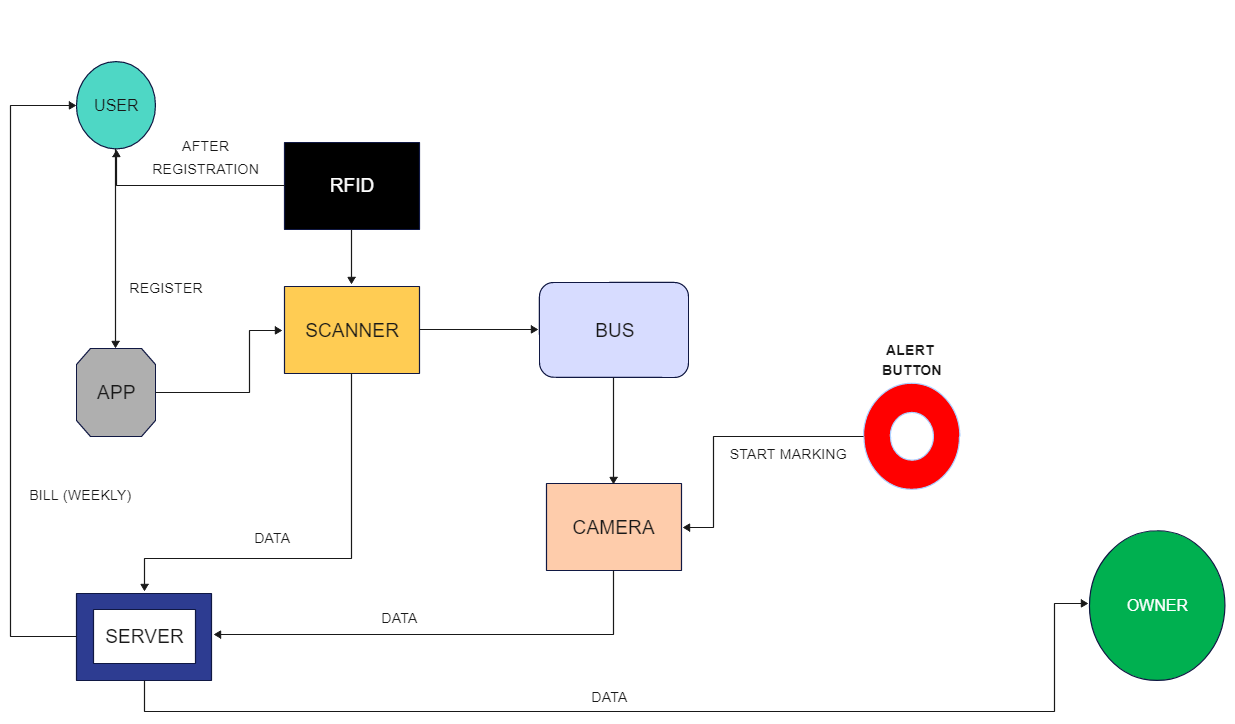 USER
AFTER
REGISTRATION
RFID
REGISTER
SCANNER
BUS
ALERT
BUTTON
APP
START MARKING
BILL (WEEKLY)
CAMERA
DATA
OWNER
DATA
SERVER
DATA